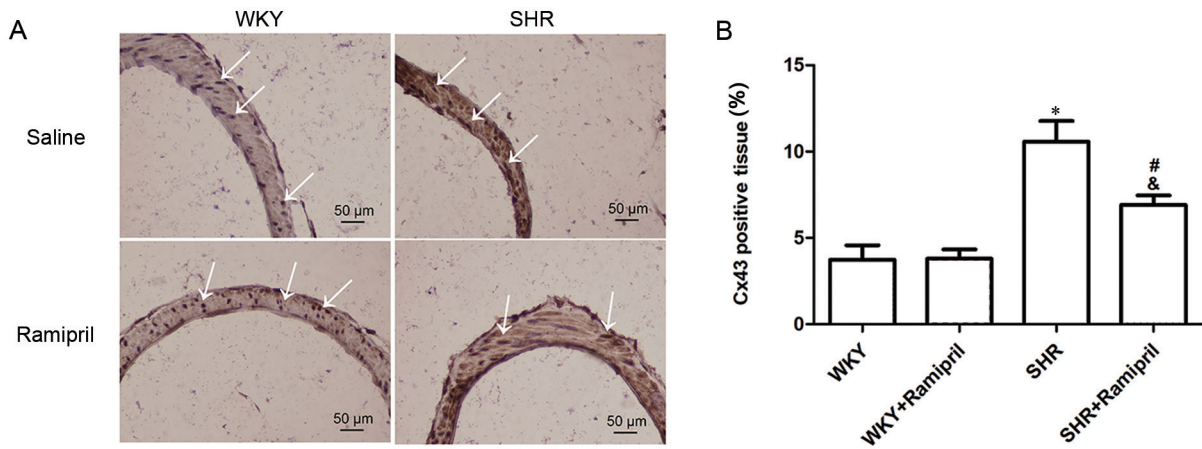 A
WKY
SHR
Saline
50 µm
50 µm
Ramipril
50 µm
50 µm
B
Cx43 positive tissue (%)
15
10
5
0
*
#
&
WKY
WKY+Ramipril
SHR
SHR+Ramipril